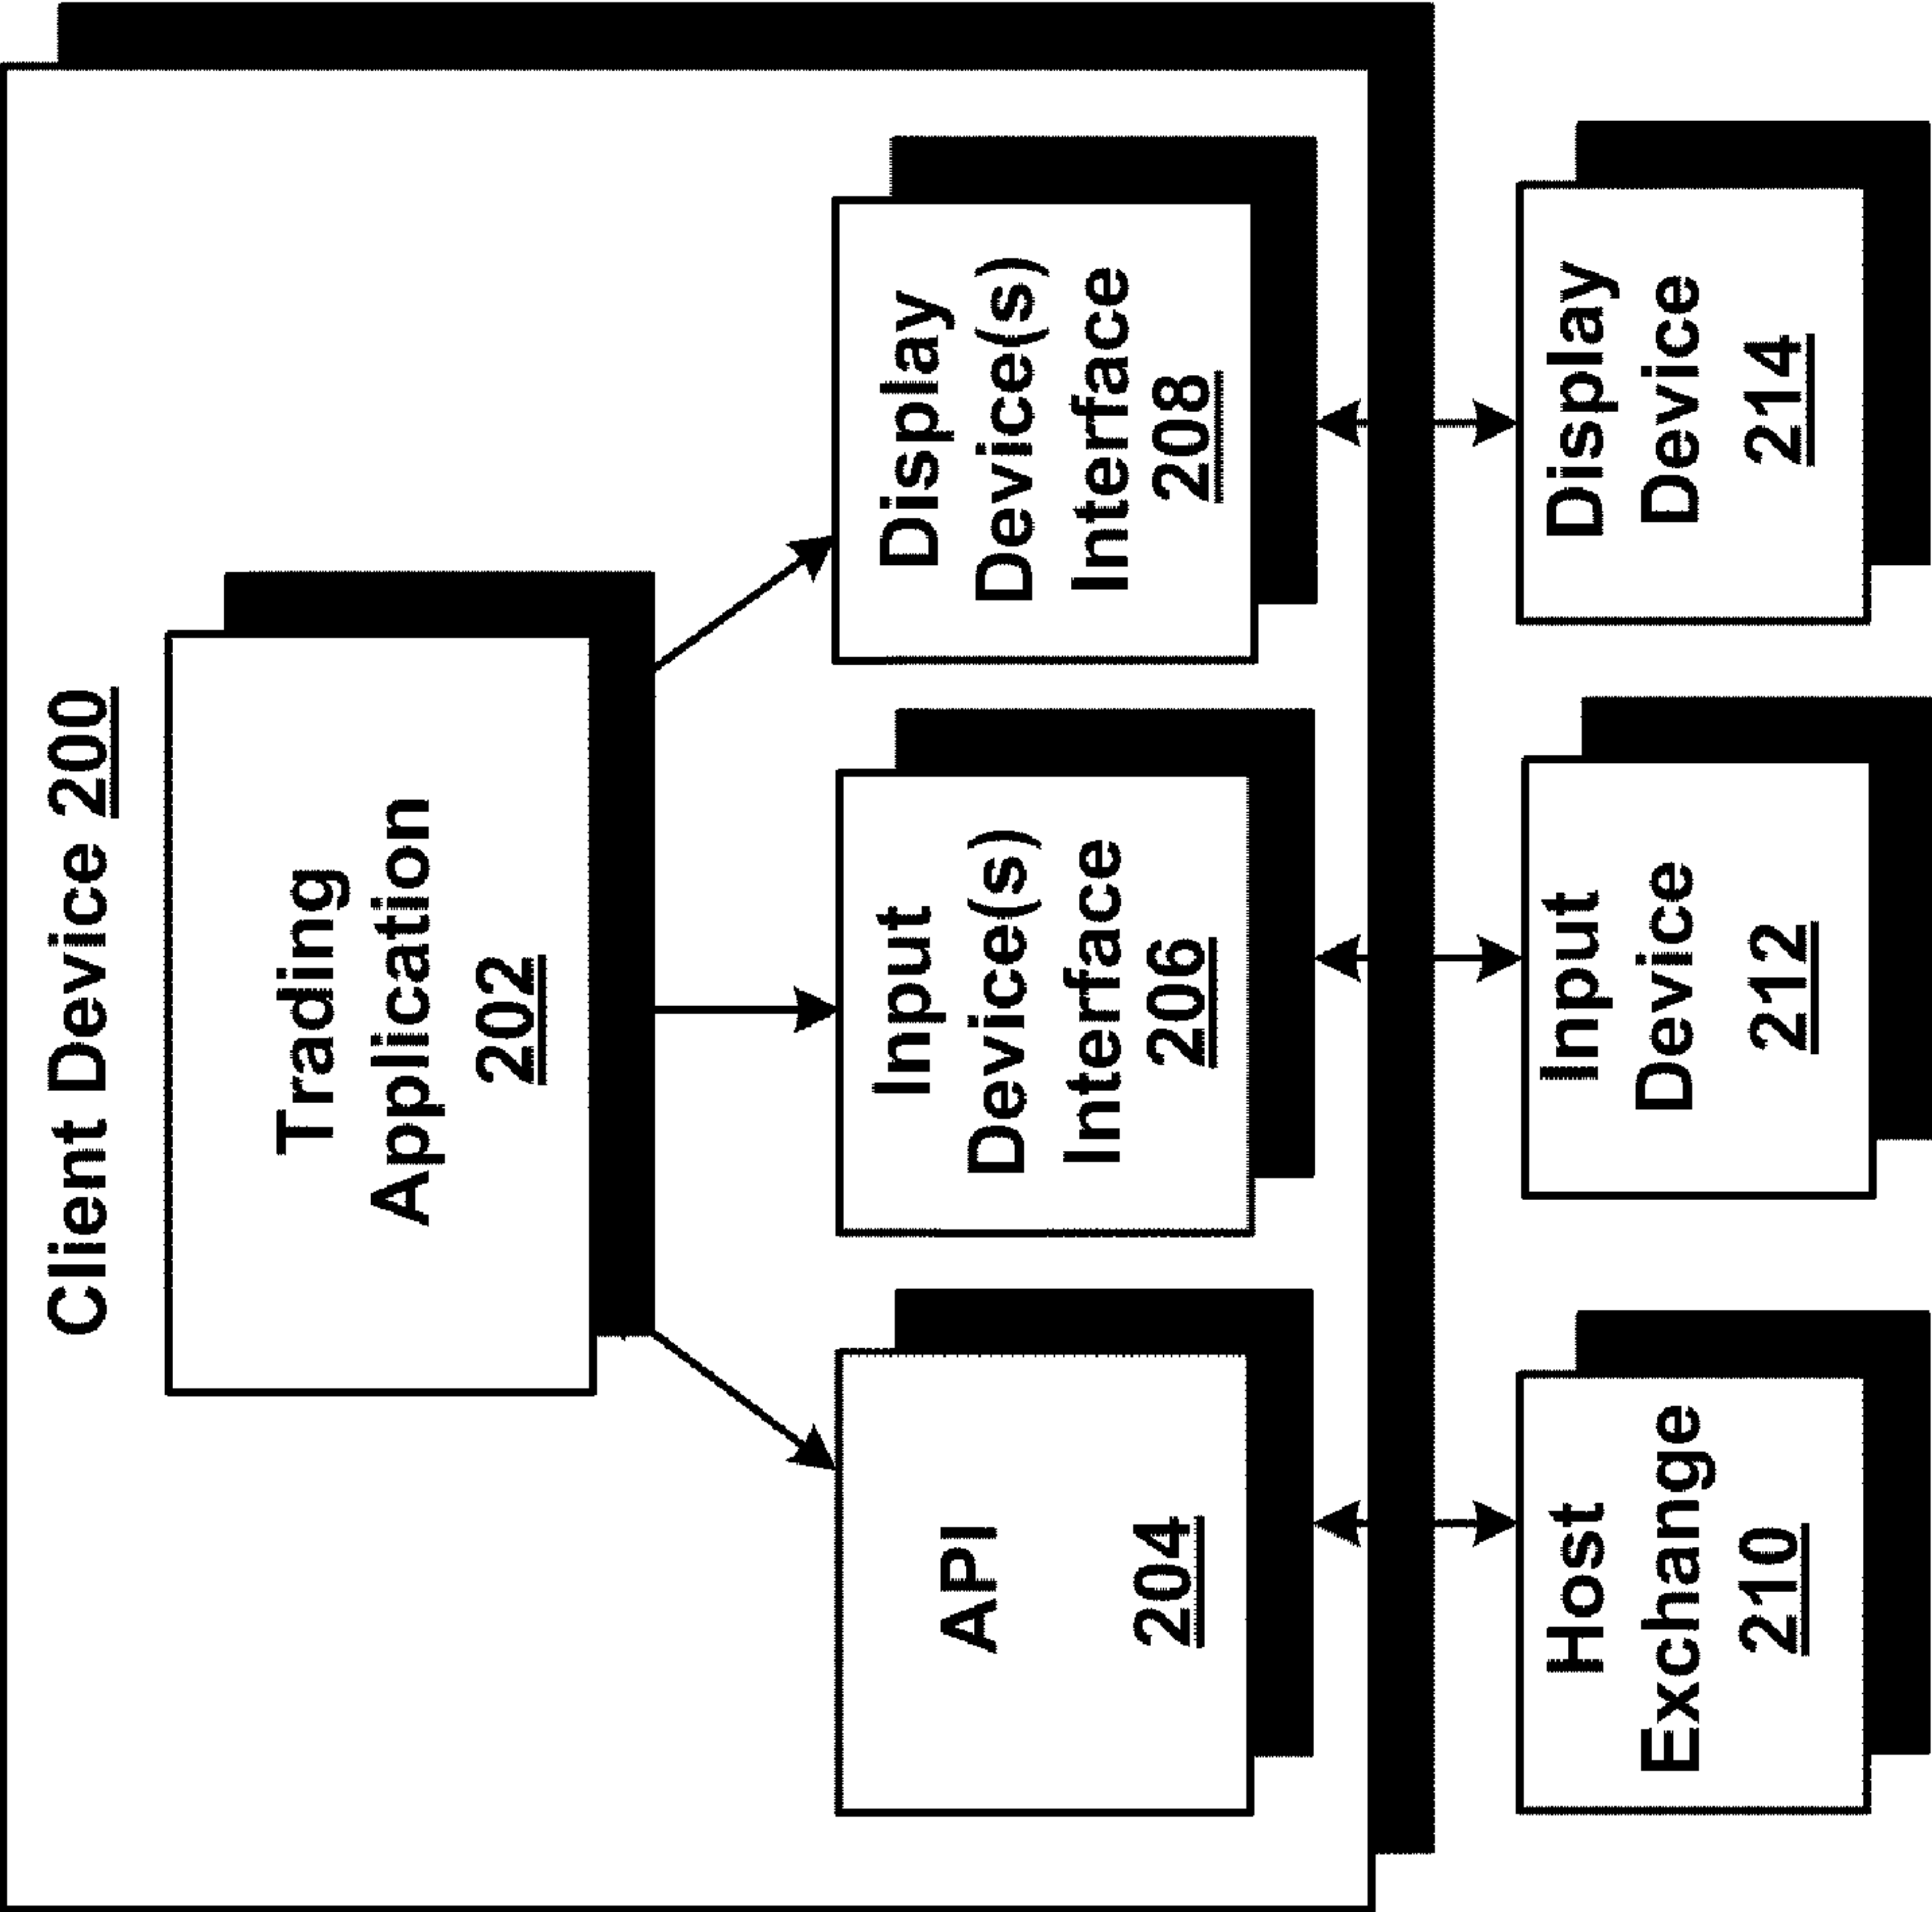 Client Device 200
Trading
Application
202
API
204
Input
Device(s)
Interface
206
Display
Device(s)
Interface
208
Host
Exchange
210
Input
Device
212
Display
Device
214